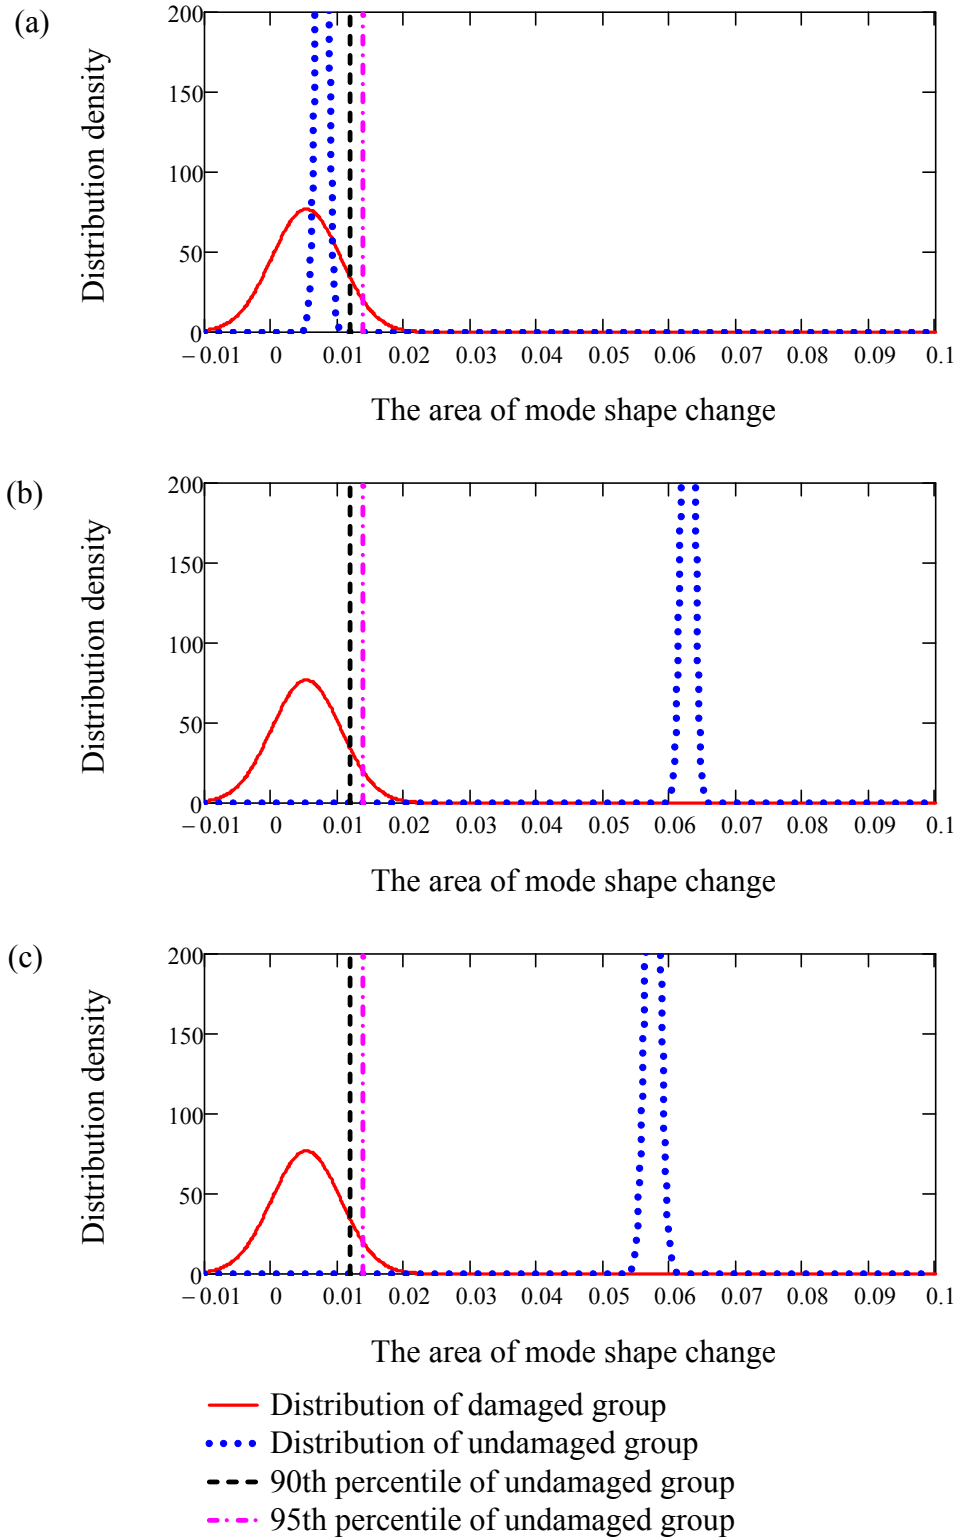 (a)
200
150
100
50
0
Distribution density
−0.01 0 0.01 0.02 0.03 0.04 0.05 0.06 0.07 0.08 0.09 0.1
The area of mode shape change
(b)
200
150
100
50
0
Distribution density
−0.01 0 0.01 0.02 0.03 0.04 0.05 0.06 0.07 0.08 0.09 0.1
The area of mode shape change
(c)
200
150
100
50
0
Distribution density
−0.01 0 0.01 0.02 0.03 0.04 0.05 0.06 0.07 0.08 0.09 0.1
The area of mode shape change
Distribution of damaged group
Distribution of undamaged group
90th percentile of undamaged group
95th percentile of undamaged group